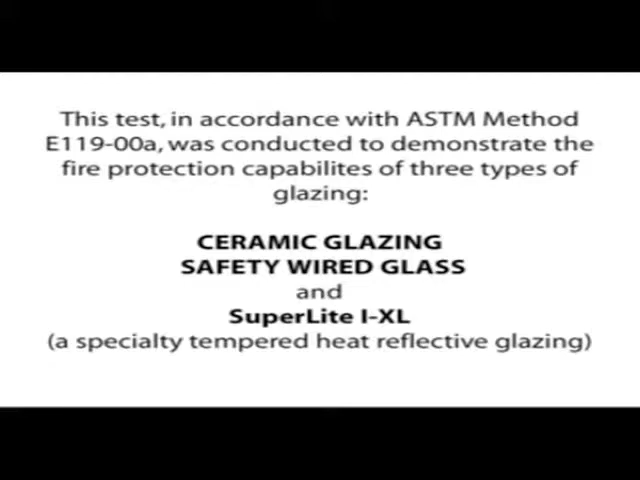 This test, in accordance with ASTM Method
E119-00a, was conducted to demonstrate the
fire protection capabilites of three types of
glazing:
CERAMIC GLAZING
SAFETY WIRED GLASS
and
SuperLite I-XL
(a specialty tempered heat reflective glazing)